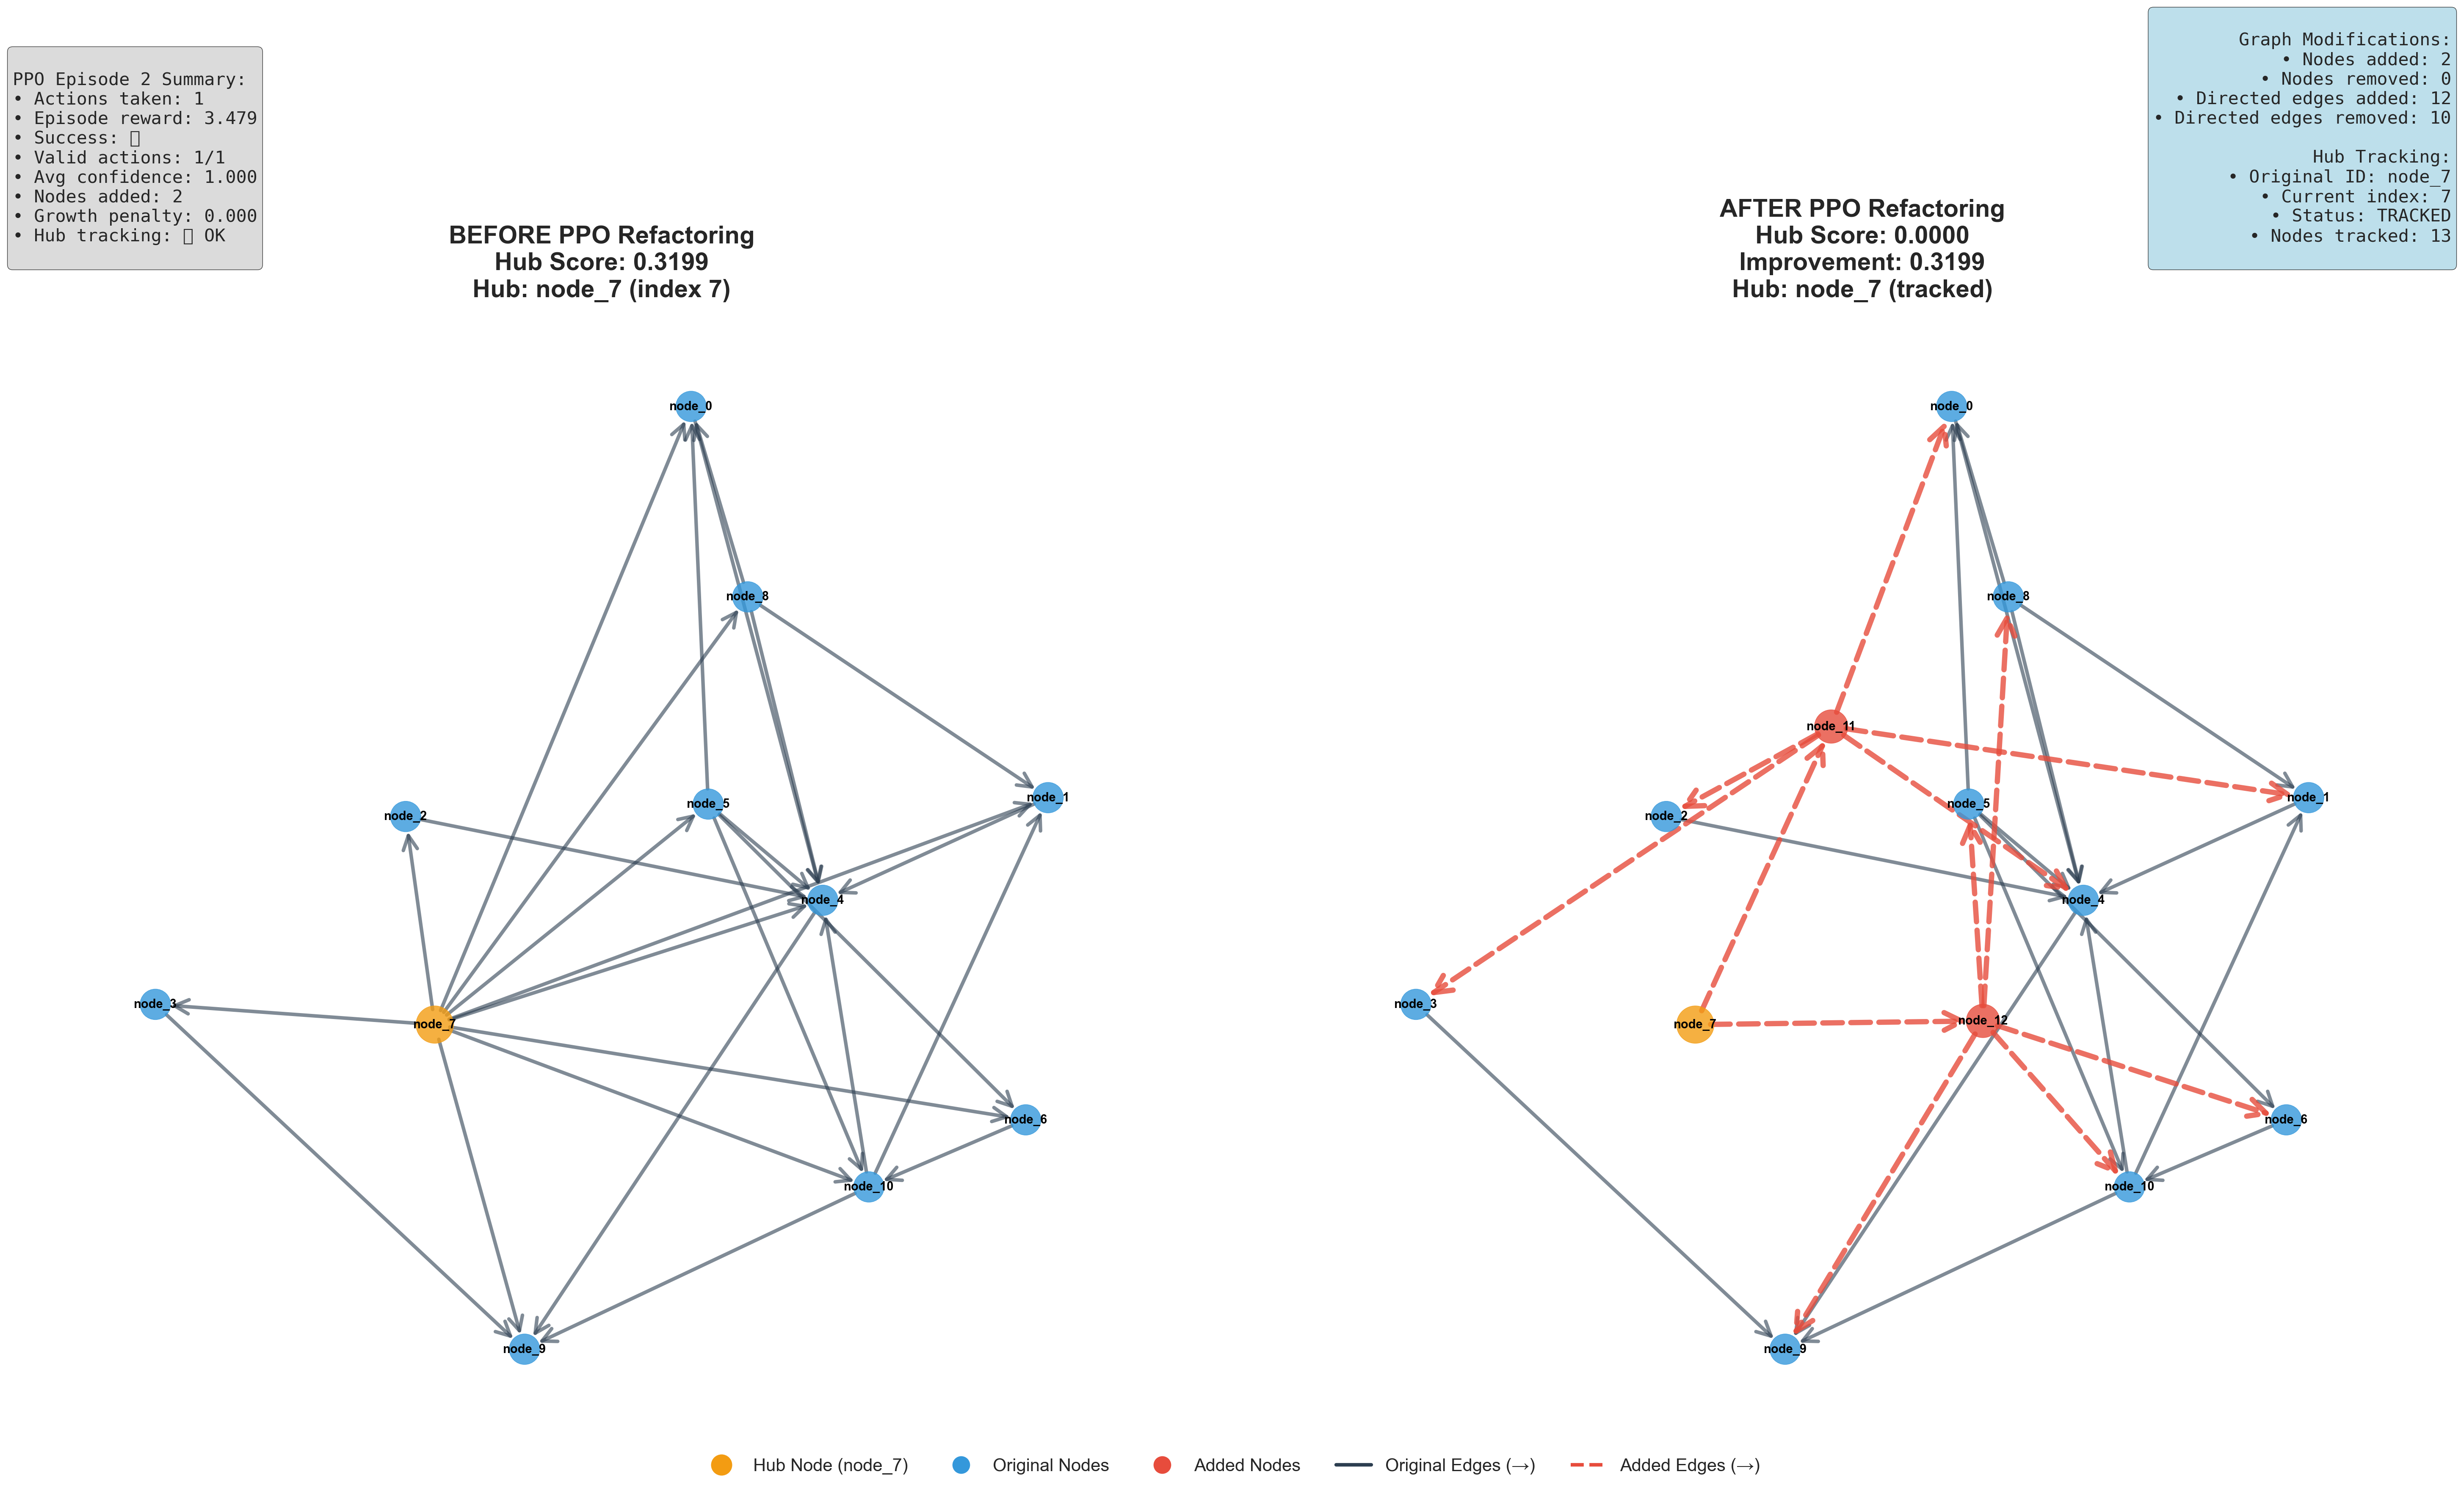 PPO Episode 2 Summary:
• Actions taken: 1
• Episode reward: 3.479
• Success: ▯
• Valid actions: 1/1
• Avg confidence: 1.000
• Nodes added: 2
• Growth penalty: 0.000
• Hub tracking: ▯ OK
Graph Modifications:
• Nodes added: 2
• Nodes removed: 0
• Directed edges added: 12
• Directed edges removed: 10
Hub Tracking:
• Original ID: node_7
• Current index: 7
• Status: TRACKED
• Nodes tracked: 13
BEFORE PPO Refactoring
Hub Score: 0.3199
Hub: node_7 (index 7)
node_0
node_8
node_1
node_5
node_2
node_4
node_3
node_7
node_6
node_10
node_9
AFTER PPO Refactoring
Hub Score: 0.0000
Improvement: 0.3199
Hub: node_7 (tracked)
node_0
node_8
node_11
node_1
node_5
node_2
node_4
node_3
node_7
node_12
node_6
node_10
node_9
Hub Node (node_7)
Original Nodes
Added Nodes
Original Edges (→)
Added Edges (→)